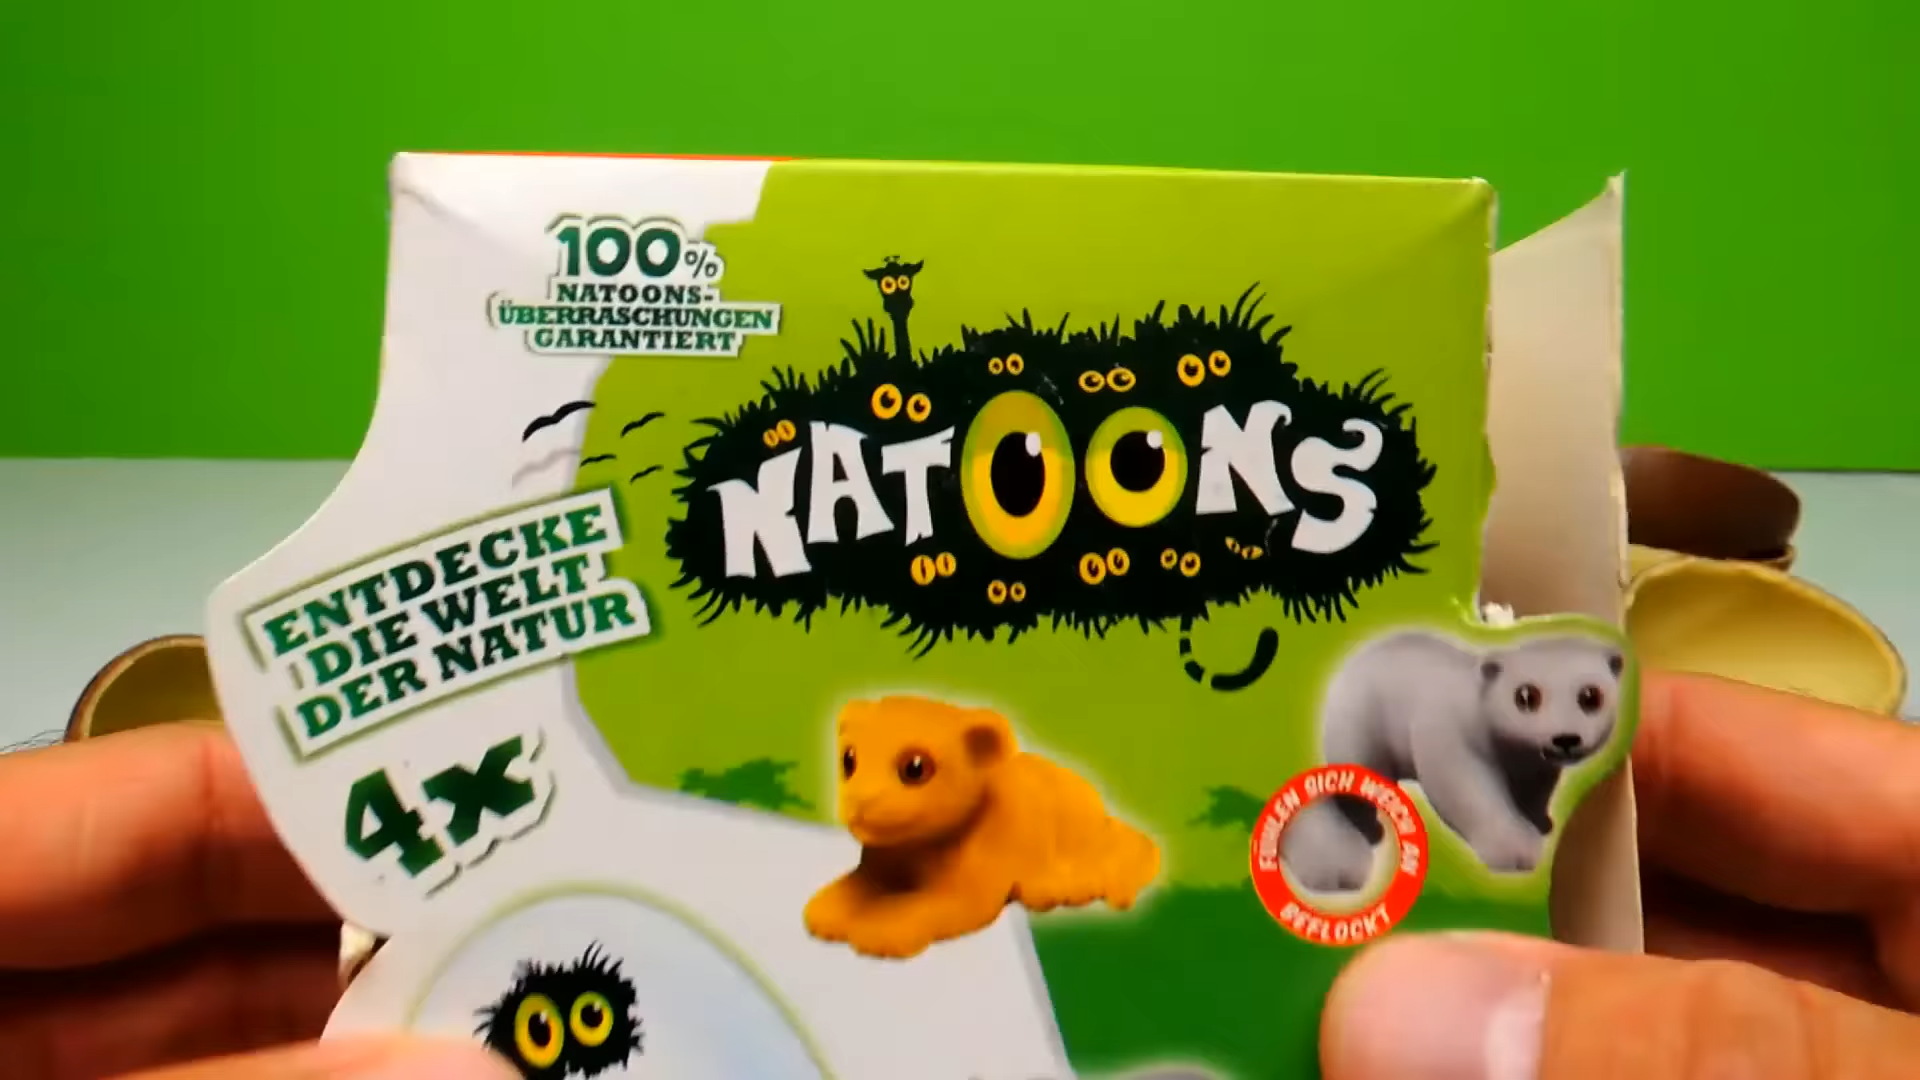 100%
NATOONS-
ÜBERRASCHUNGEN
GARANTIERT
NATOONS
ENTDECKE
DIE WELT
DER NATUR
4x
FÜHLEN SICH WEICH AN
BEFLOCKT